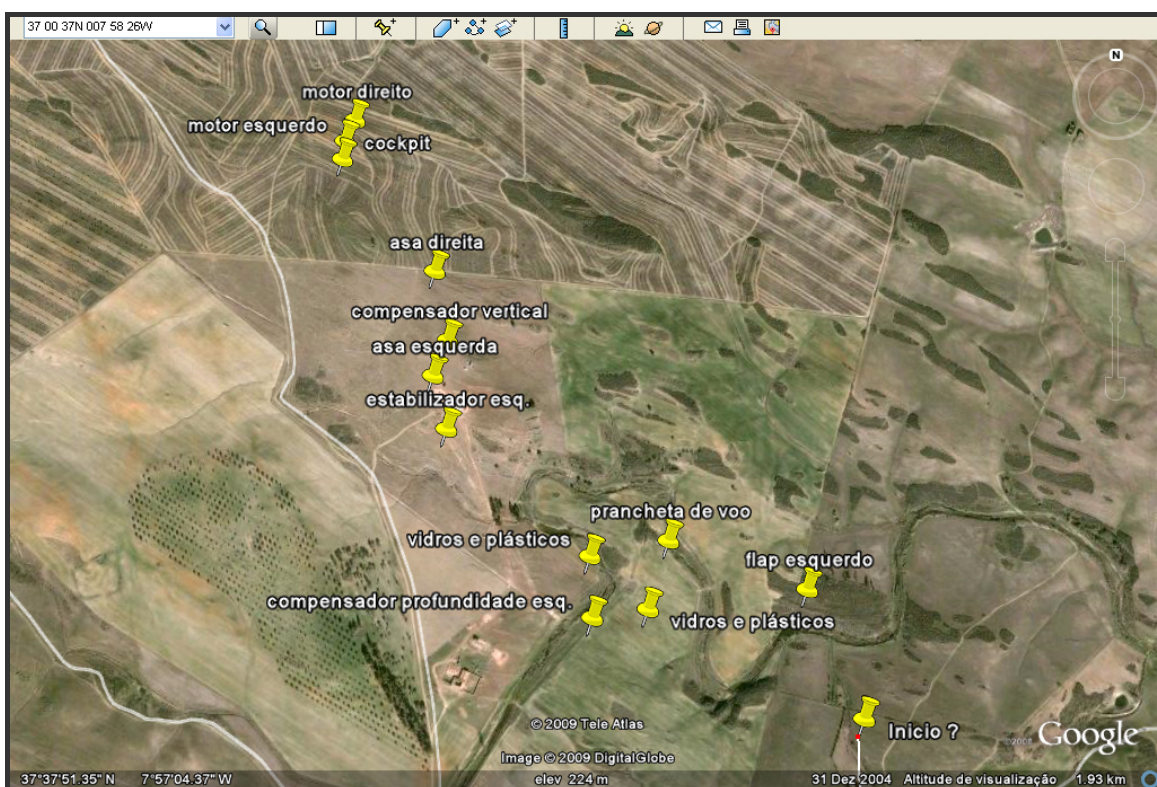 37 00 37N 007 58 26W
N
motor direito
motor esquerdo
cockpit
asa direita
compensador vertical
asa esquerda
estabilizador esq.
prancheta de voo
vidros e plásticos
flap esquerdo
compensador profundidade esq.
vidros e plásticos
Inicio ?
© 2009 Tele Atlas
Image © 2009 DigitalGlobe
©2008 Google
37°37'51.35" N 7°57'04.37" W elev 224 m 31 Dez 2004 Altitude de visualização 1.93 km